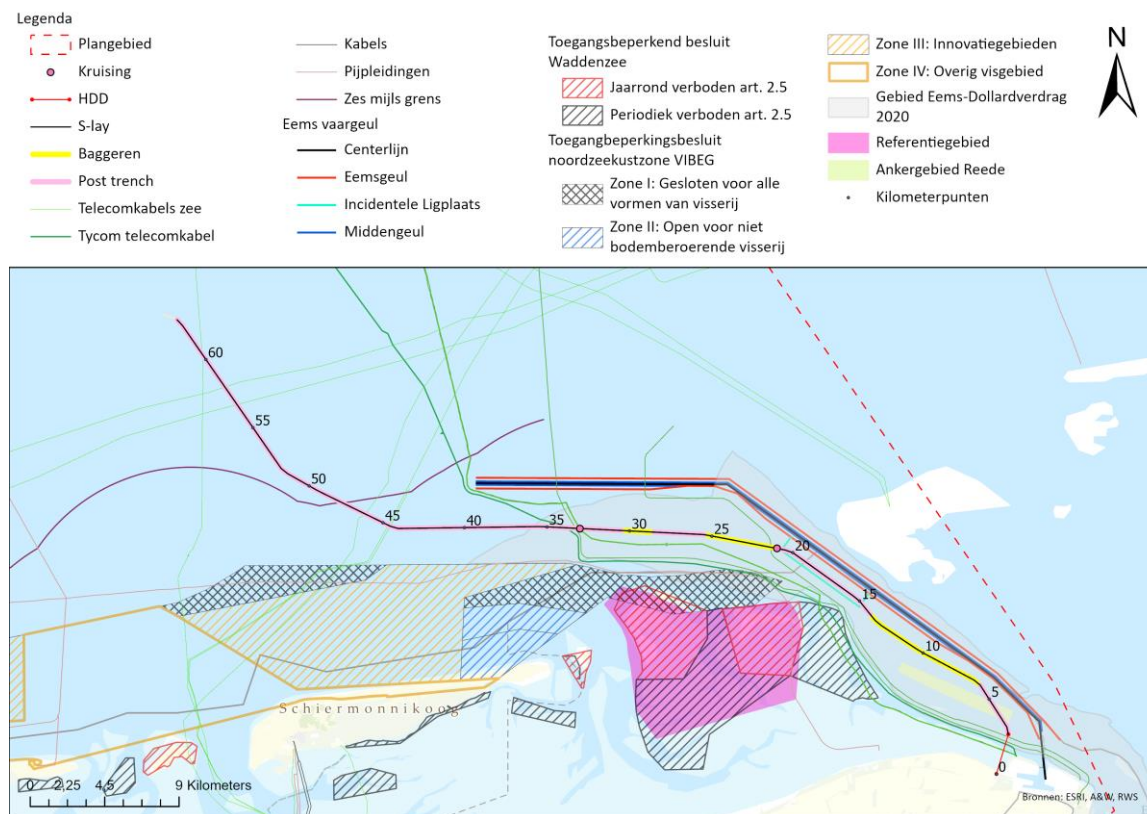 Legenda
Plangebied
Kruising
HDD
S-lay
Baggeren
Post trench
Telecomkabels zee
Tycom telecomkabel
Kabels
Pijpleidingen
Zes mijls grens
Eems vaargeul
Centerlijn
Eemsgeul
Incidentele Ligplaats
Middengeul
Toegangsbeperkend besluit
Waddenzee
Jaarrond verboden art. 2.5
Periodiek verboden art. 2.5
Toegangbeperkingsbesluit
noordzeekustzone VIBEG
Zone I: Gesloten voor alle
vormen van visserij
Zone II: Open voor niet
bodemberoerende visserij
Zone III: Innovatiegebieden
Zone IV: Overig visgebied
Gebied Eems-Dollardverdrag
2020
Referentiegebied
Ankergebied Reede
Kilometerpunten
N
60
55
50
45
40
35
30
25
20
15
10
5
0
Schiermonnikoog
0 2,25 4,5 9 Kilometers
Bronnen: ESRI, A&W, RWS